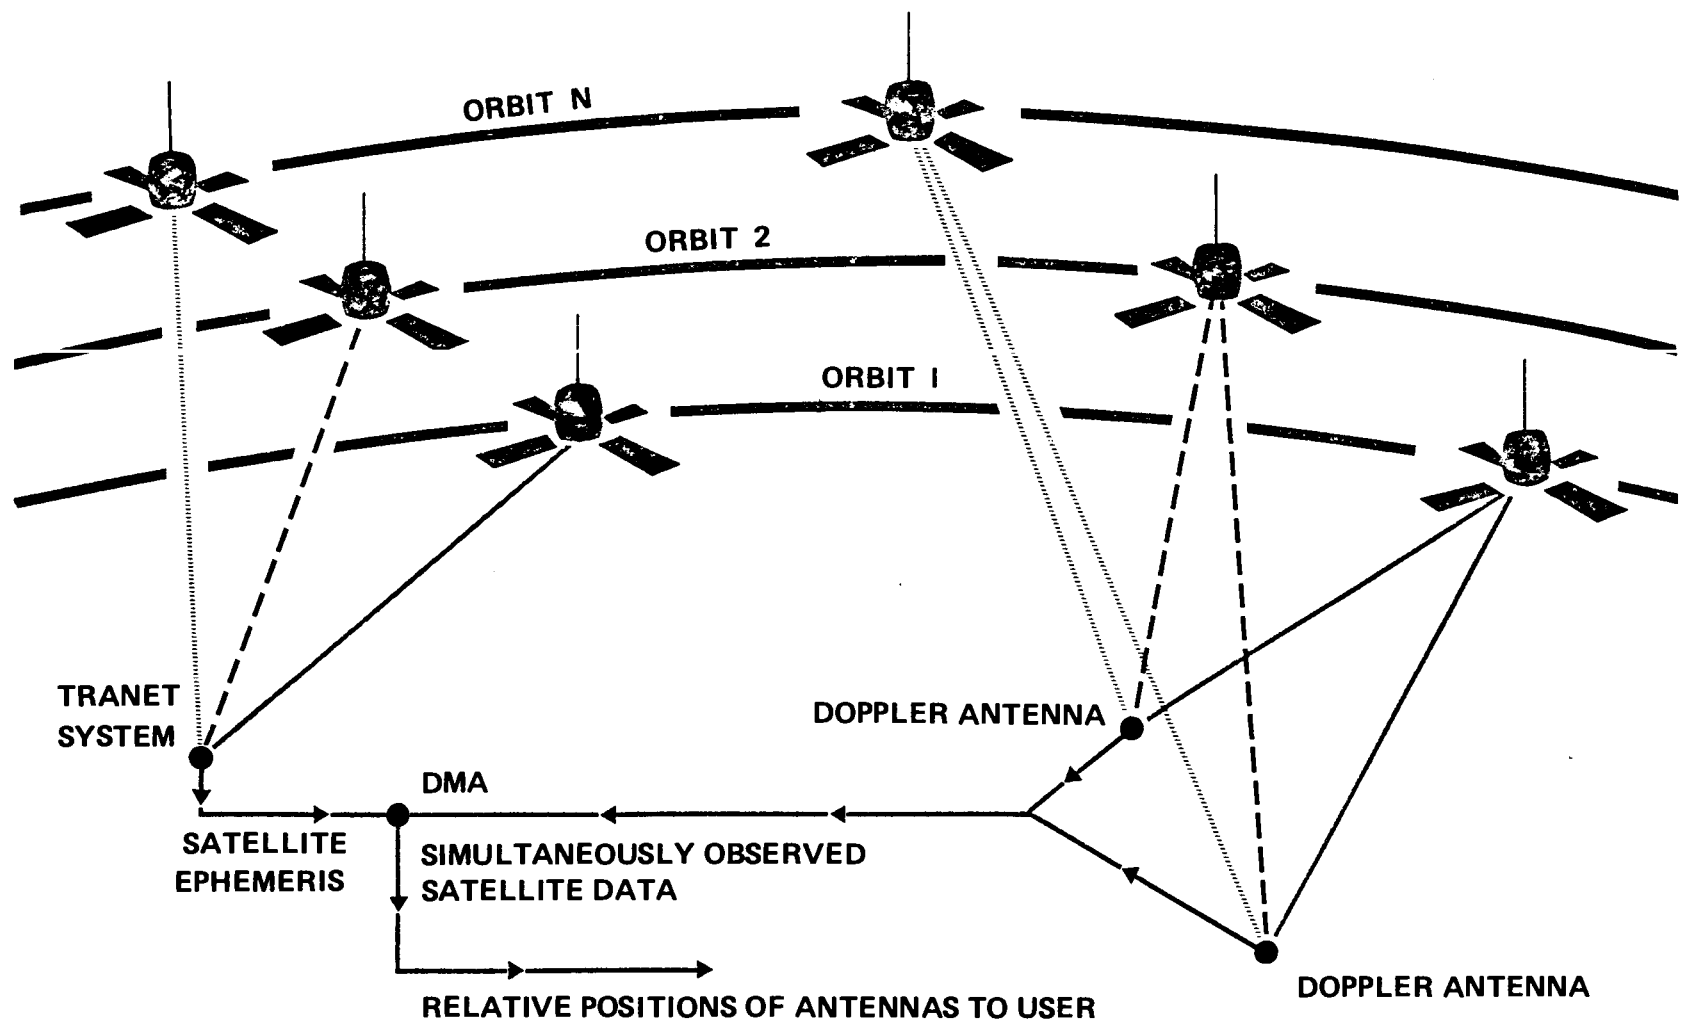 ORBIT N
ORBIT 2
ORBIT I
TRANET
SYSTEM
DOPPLER ANTENNA
DMA
SATELLITE
EPHEMERIS
SIMULTANEOUSLY OBSERVED
SATELLITE DATA
DOPPLER ANTENNA
RELATIVE POSITIONS OF ANTENNAS TO USER